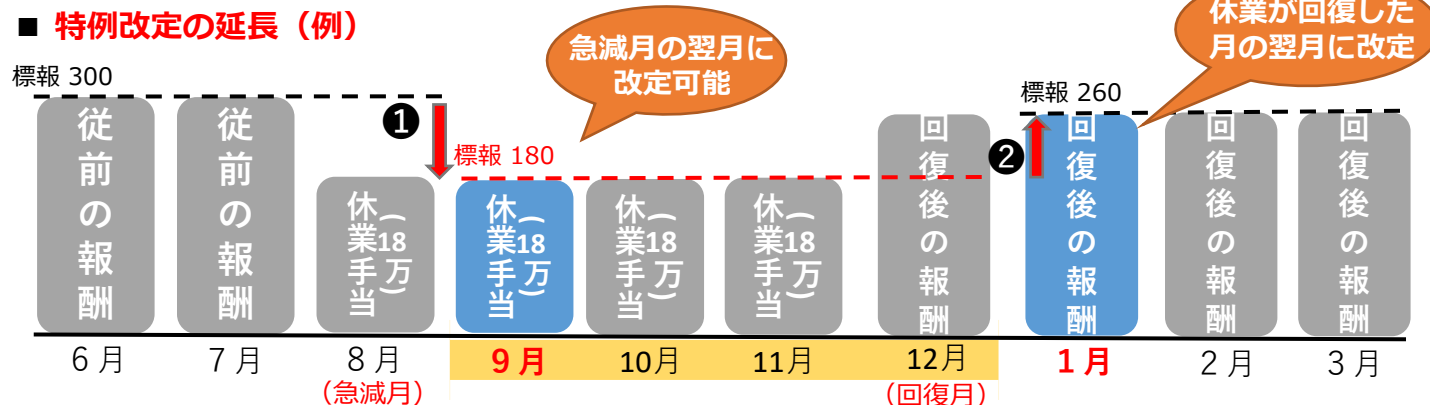 ■ 特例改定の延長（例）
急減月の翌月に
改定可能
休業が回復した
月の翌月に改定
標報 300
標報 260
❶
標報 180
❷
従前の報酬
従前の報酬
休業手当
(18万)
休業手当
(18万)
休業手当
(18万)
休業手当
(18万)
回復後の報酬
回復後の報酬
回復後の報酬
回復後の報酬
6月
7月
8月
9月
10月
11月
12月
1月
2月
3月
（急減月）
（回復月）